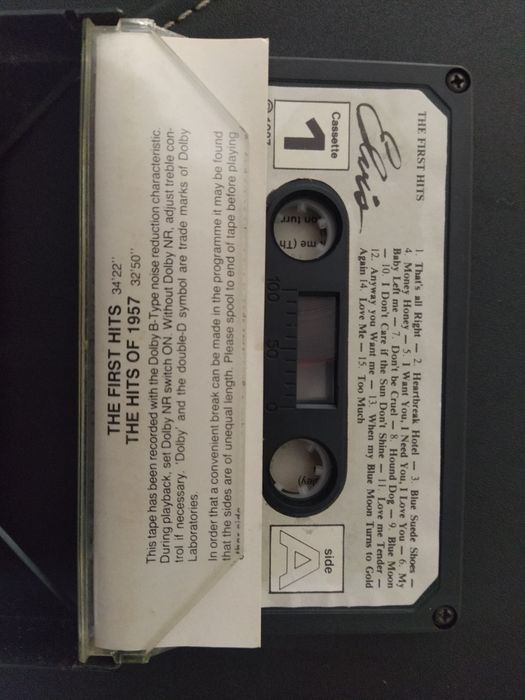 THE FIRST HITS 34'22"
THE HITS OF 1957 32'50"
This tape has been recorded with the Dolby B-Type noise reduction characteristic.
During playback, set Dolby NR switch ON. Without Dolby NR, adjust treble con-
trol if necessary. 'Dolby' and the double-D symbol are trade marks of Dolby
Laboratories.
In order that a convenient break can be made in the programme it may be found
that the sides are of unequal length. Please spool to end of tape before playing
THE FIRST HITS
Elvis
Cassette
1
1 That's all Right – 2. Heartbreak Hotel – 3. Blue Suede Shoes –
4. Money Honey – 5. I Want You, I Need You, I Love You – 6. My
Baby Left me – 7. Don't be Cruel – 8 Hound Dog – 9. Blue Moon
– 10. I Don't Care if the Sun Don't Shine – 11 Love me Tender –
12. Anyway you Want me – 13. When my Blue Moon Turns to Gold
Again 14. Love Me – 15. Too Much
100 50 0
side
A